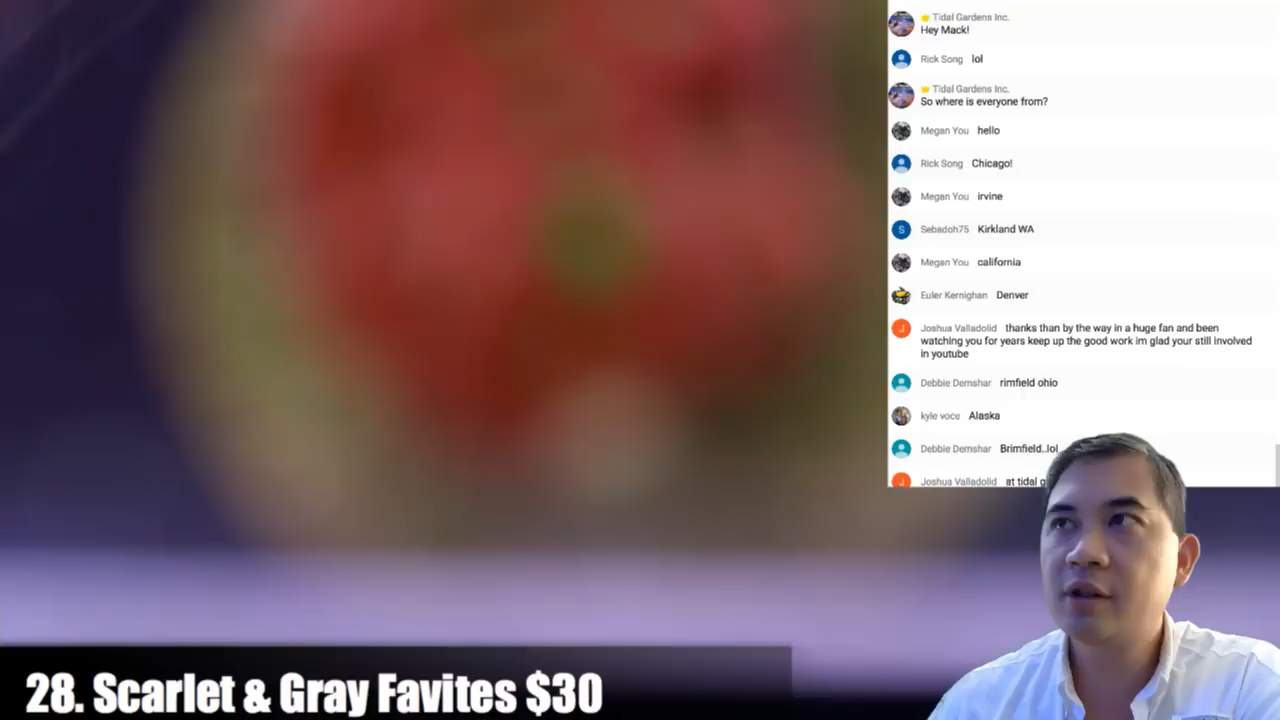 Tidal Gardens Inc.
Hey Mack!
Rick Song lol
Tidal Gardens Inc.
So where is everyone from?
Megan You hello
Rick Song Chicago!
Megan You irvine
S Sebadoh75 Kirkland WA
Megan You california
Euler Kernighan Denver
J Joshua Valladolid thanks than by the way in a huge fan and been
watching you for years keep up the good work im glad your still involved
in youtube
Debbie Demshar rimfield ohio
kyle voce Alaska
Debbie Demshar Brimfield..lol
J Joshua Valladolid at tidal
28. Scarlet & Gray Favites $30